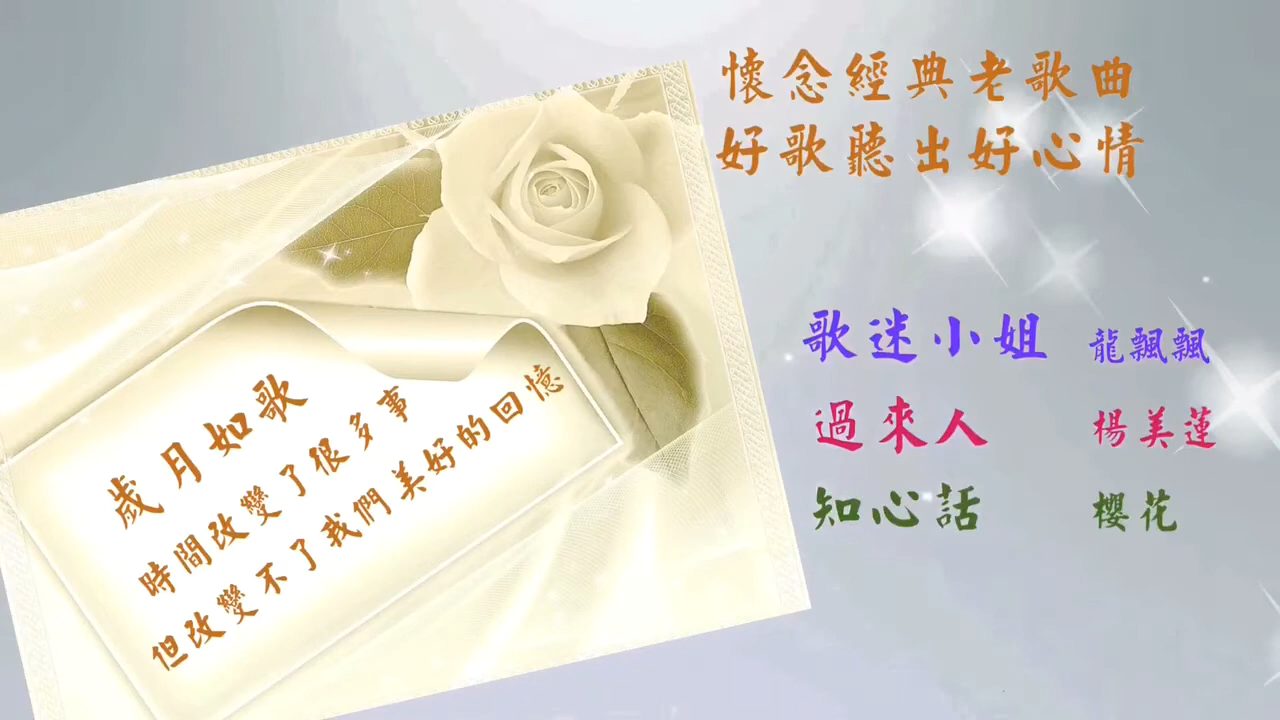 懷念經典老歌曲
好歌聽出好心情
歌迷小姐 龍飄飄
過來人 楊美蓮
知心話 櫻花
歲月如歌
時間改變了很多事
但改變不了我們美好的回憶